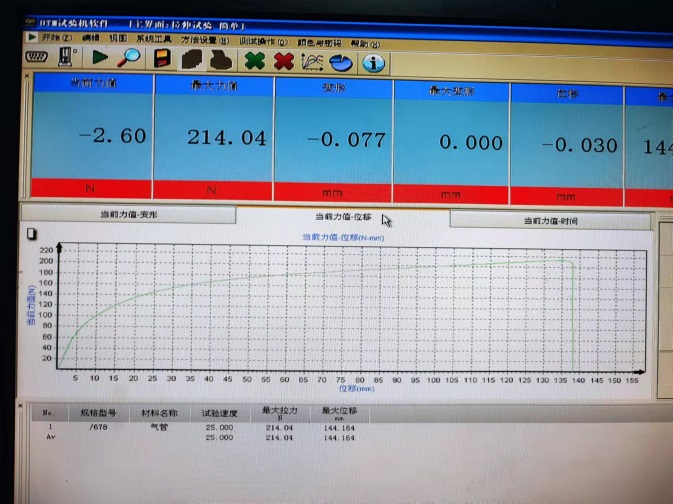 UTM试验机软件 [主界面:拉伸试验 简单]
开始(Z) 编辑 视图 系统工具 方法设置(M) 测试操作(Q) 颜色与密码 帮助(H)
当前力值 最大力值 变形 最大变形 位移 最
-2.60 214.04 -0.077 0.000 -0.030 144
N N mm mm mm
当前力值-变形 当前力值-位移 当前力值-时间
当前力值-位移(N-mm)
当前力值(N)
220
200
180
160
140
120
100
80
60
40
20
5 10 15 20 25 30 35 40 45 50 55 60 65 70 75 80 85 90 95 100 105 110 115 120 125 130 135 140 145 150 155
位移(mm)
No. 规格型号 材料名称 试验速度 最大拉力 最大位移
N mm
1 /678 气管 25.000 214.04 144.164
Av 25.000 214.04 144.164